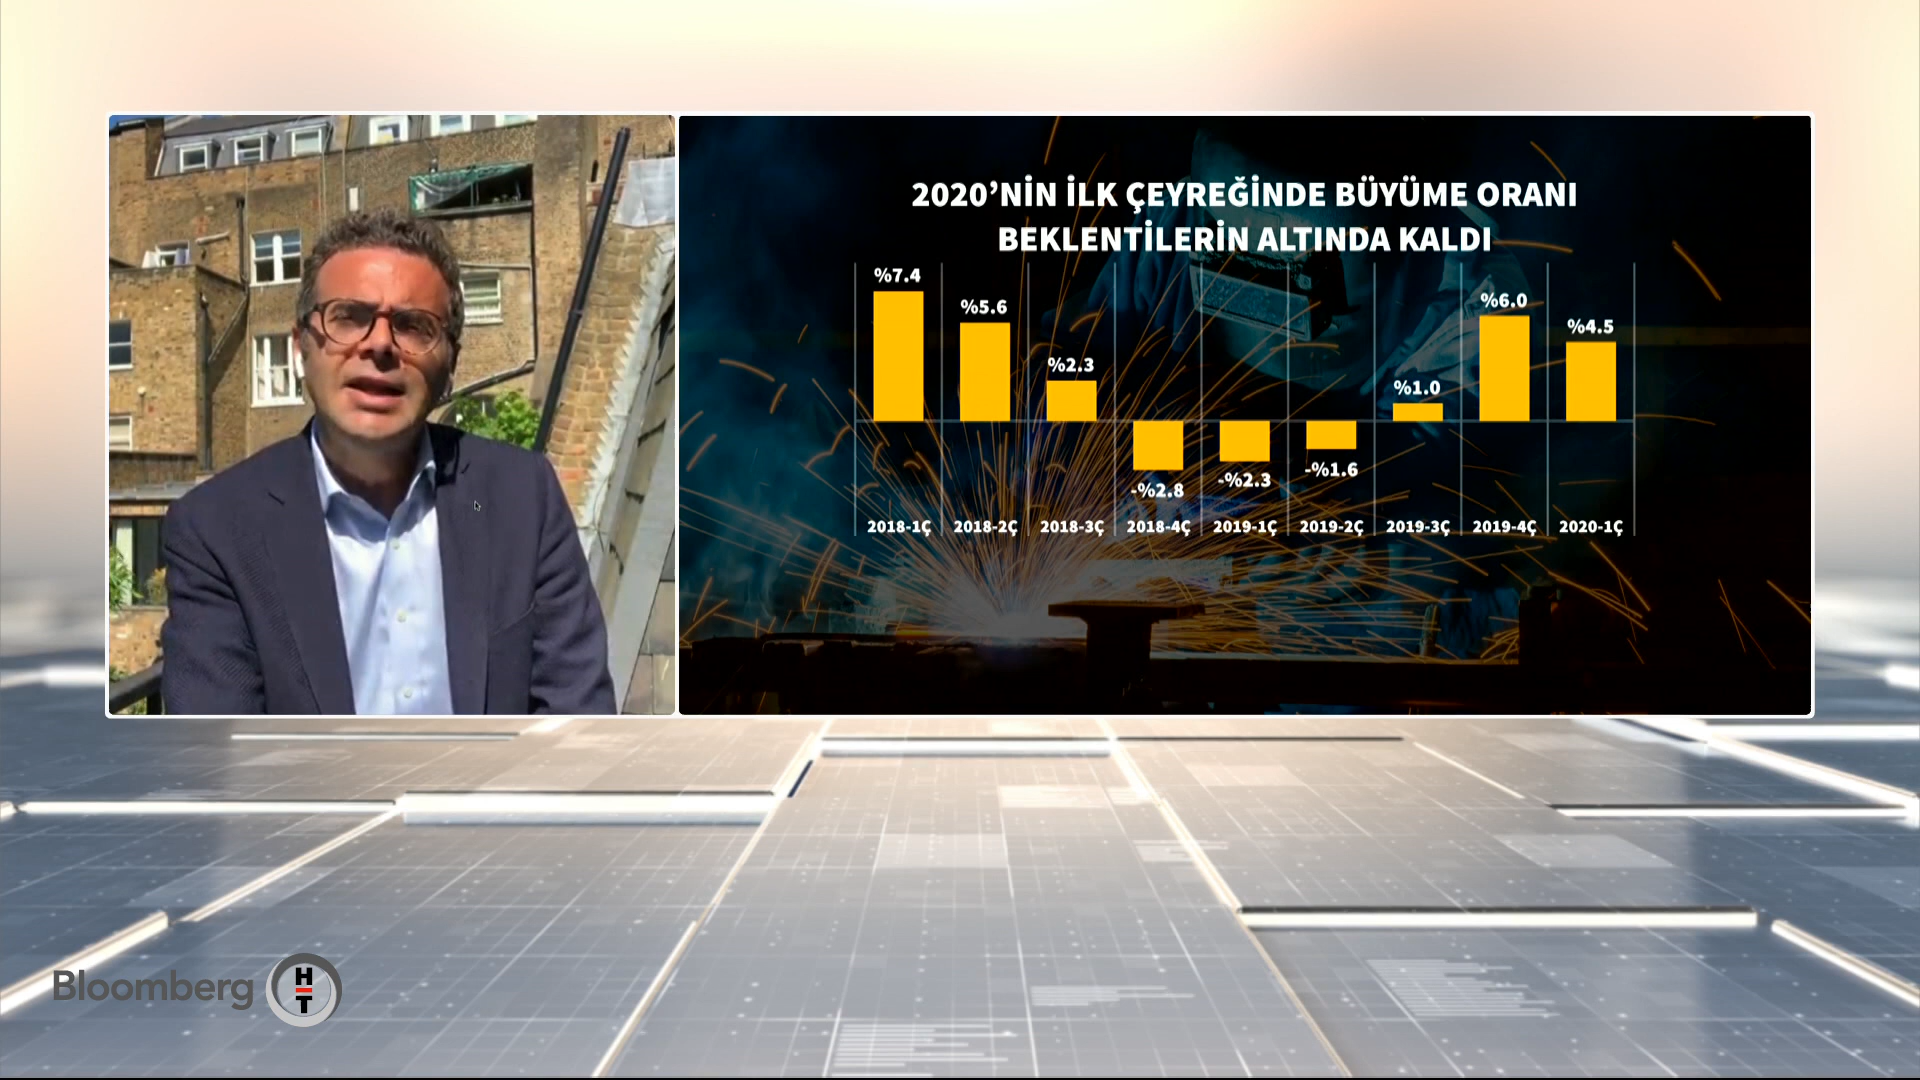 2020’NİN İLK ÇEYREĞİNDE BÜYÜME ORANI
BEKLENTİLERİN ALTINDA KALDI
%7.4
%5.6
%2.3
-%2.8
-%2.3
-%1.6
%1.0
%6.0
%4.5
2018-1Ç
2018-2Ç
2018-3Ç
2018-4Ç
2019-1Ç
2019-2Ç
2019-3Ç
2019-4Ç
2020-1Ç
Bloomberg HT